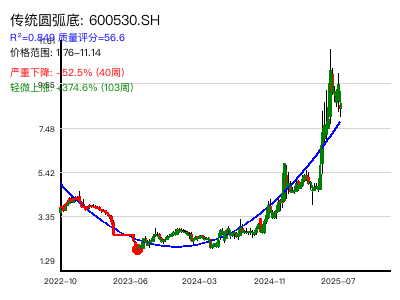 传统圆弧底: 600530.SH
R²=0.849 质量评分=56.6
价格范围: 1.76–11.14
严重下降: -52.5% (40周)
轻微上涨: +374.6% (103周)
7.48
5.42
3.35
1.29
2022-10
2023-06
2024-03
2024-11
2025-07